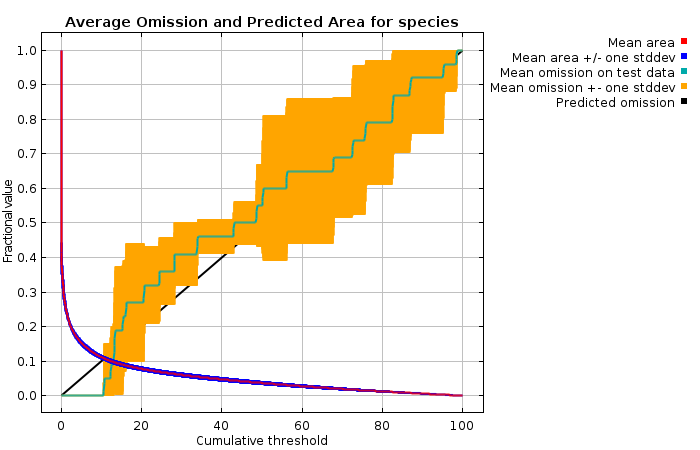 Average Omission and Predicted Area for species
Mean area
Mean area +/- one stddev
Mean omission on test data
Mean omission +- one stddev
Predicted omission
Fractional value
1.0
0.9
0.8
0.7
0.6
0.5
0.4
0.3
0.2
0.1
0.0
0 20 40 60 80 100
Cumulative threshold